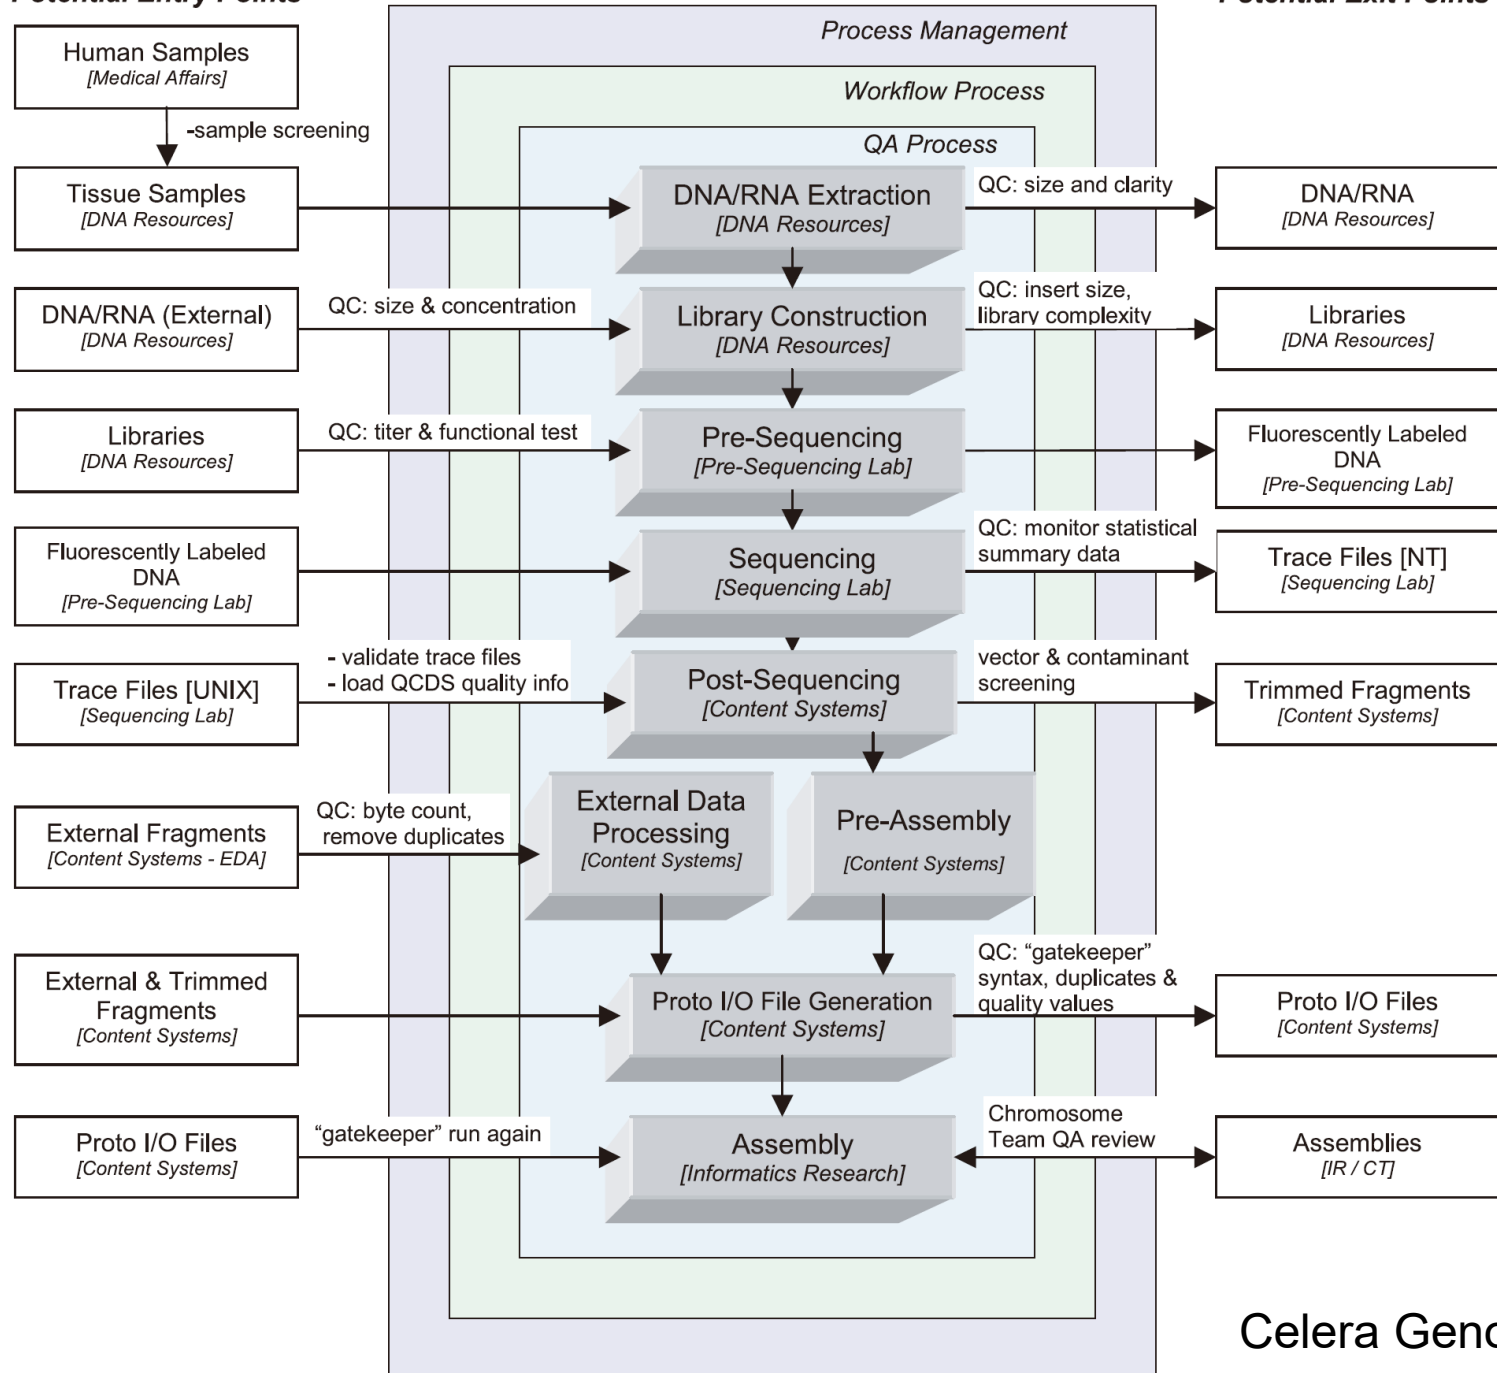 Potential Entry Points
Potential Exit Points
Process Management
Workflow Process
QA Process
Human Samples
[Medical Affairs]
-sample screening
Tissue Samples
[DNA Resources]
DNA/RNA Extraction
[DNA Resources]
QC: size and clarity
DNA/RNA
[DNA Resources]
DNA/RNA (External)
[DNA Resources]
QC: size & concentration
Library Construction
[DNA Resources]
QC: insert size,
library complexity
Libraries
[DNA Resources]
Libraries
[DNA Resources]
QC: titer & functional test
Pre-Sequencing
[Pre-Sequencing Lab]
Fluorescently Labeled
DNA
[Pre-Sequencing Lab]
Fluorescently Labeled
DNA
[Pre-Sequencing Lab]
Sequencing
[Sequencing Lab]
QC: monitor statistical
summary data
Trace Files [NT]
[Sequencing Lab]
Trace Files [UNIX]
[Sequencing Lab]
- validate trace files
- load QCDS quality info
Post-Sequencing
[Content Systems]
vector & contaminant
screening
Trimmed Fragments
[Content Systems]
External Fragments
[Content Systems - EDA]
QC: byte count,
remove duplicates
External Data
Processing
[Content Systems]
Pre-Assembly
[Content Systems]
External & Trimmed
Fragments
[Content Systems]
Proto I/O File Generation
[Content Systems]
QC: “gatekeeper”
syntax, duplicates &
quality values
Proto I/O Files
[Content Systems]
Proto I/O Files
[Content Systems]
“gatekeeper” run again
Assembly
[Informatics Research]
Chromosome
Team QA review
Assemblies
[IR / CT]
Celera Geno